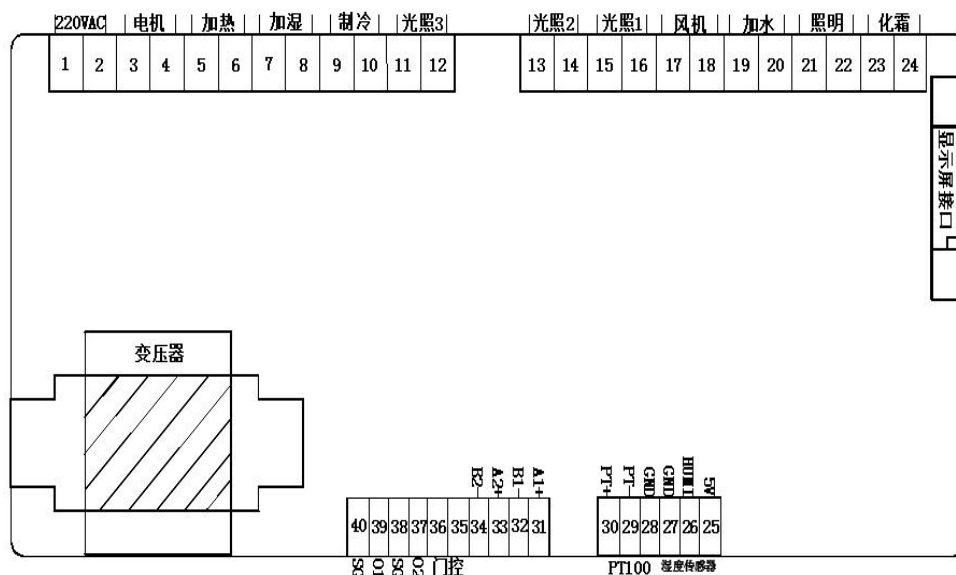 220VAC 电机 加热 加湿 制冷 光照3 光照2 光照1 风机 加水 照明 化霜
1 2 3 4 5 6 7 8 9 10 11 12 13 14 15 16 17 18 19 20 21 22 23 24
显示屏接口
变压器
B2- A2+ B1- A1+ PT+ PT- GND GND HUMI 5V
40 39 38 37 36 35 34 33 32 31 30 29 28 27 26 25
O1 O2 门控 PT100 湿度传感器